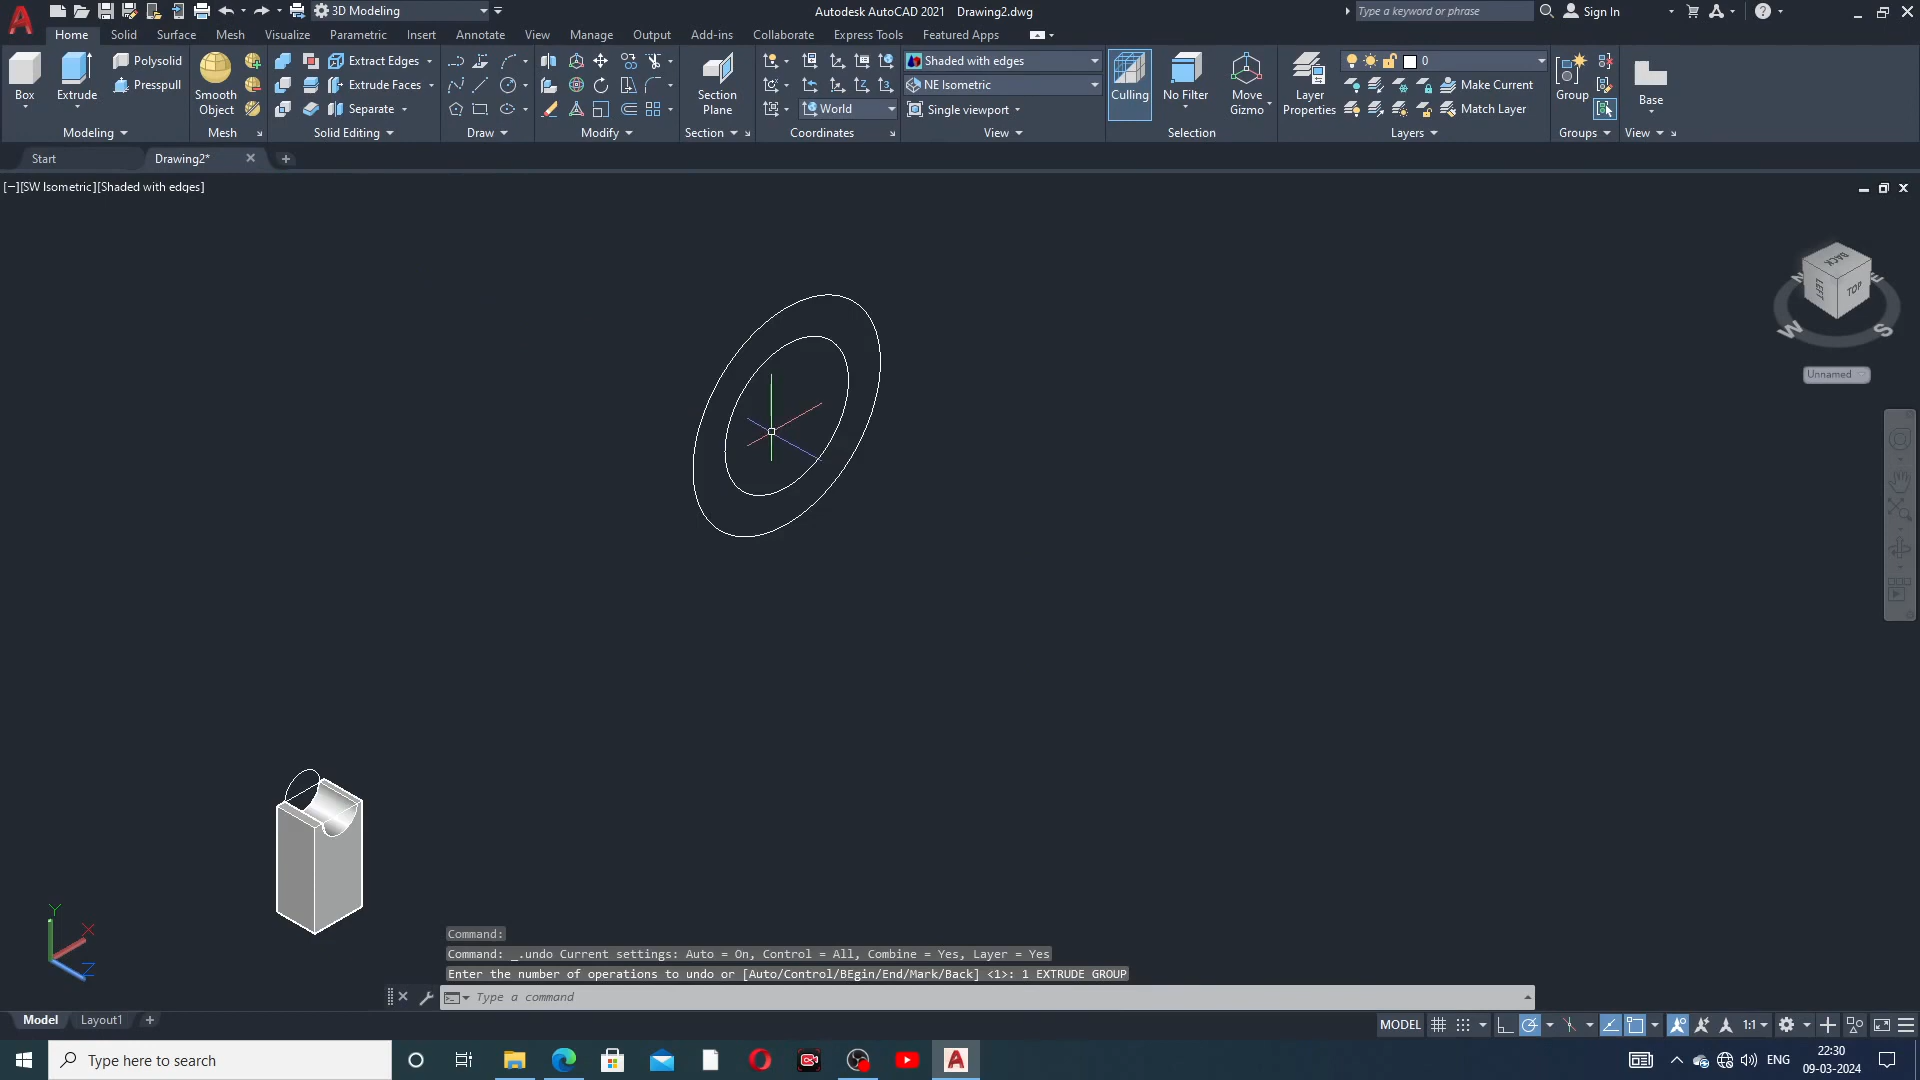 3D Modeling
Autodesk AutoCAD 2021 Drawing2.dwg
Type a keyword or phrase
Sign In
Home Solid Surface Mesh Visualize Parametric Insert Annotate View Manage Output Add-ins Collaborate Express Tools Featured Apps
Box
Extrude
Polysolid
Presspull
Modeling
Smooth Object
Mesh
Extract Edges
Extrude Faces
Separate
Solid Editing
Draw
Modify
Section Plane
Section
World
Coordinates
Shaded with edges
NE Isometric
Single viewport
View
Culling
No Filter
Move Gizmo
Selection
Layer Properties
0
Make Current
Match Layer
Layers
Group
Groups
Base
View
Start
Drawing2*
[−][SW Isometric][Shaded with edges]
BACK
LEFT
TOP
N
E
W
S
Unnamed
Y
X
Z
Command:
Command: _.undo Current settings: Auto = On, Control = All, Combine = Yes, Layer = Yes
Enter the number of operations to undo or [Auto/Control/BEgin/End/Mark/Back] <1>: 1 EXTRUDE GROUP
Type a command
Model
Layout1
MODEL
1:1
Type here to search
ENG
22:30
09-03-2024